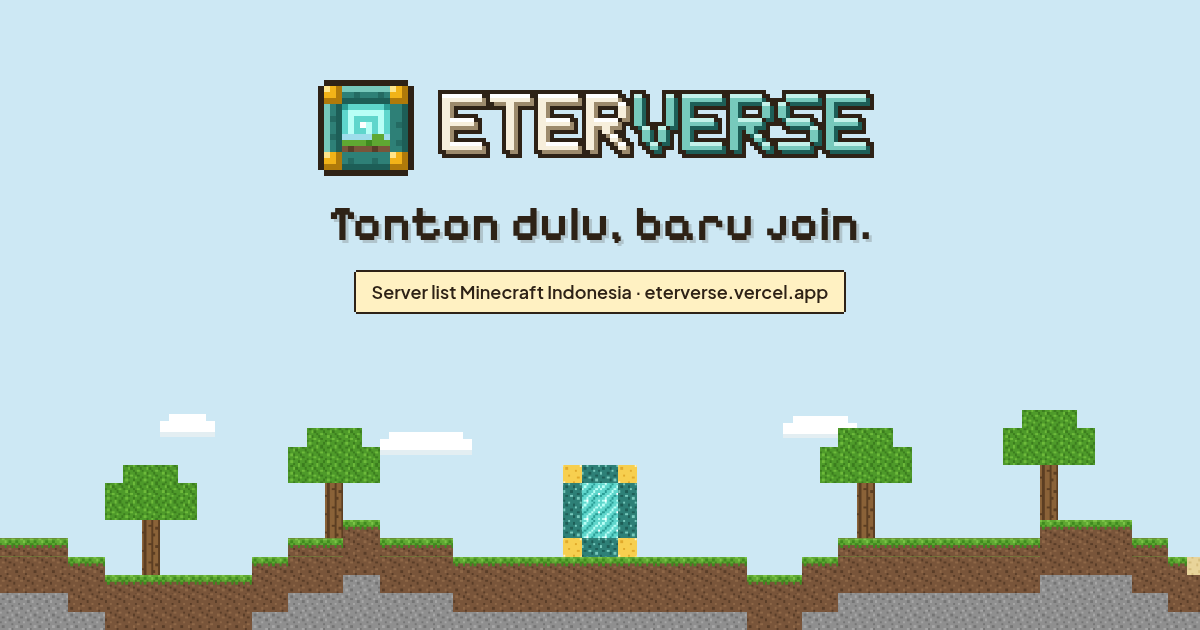 ETERVERSE
Tonton dulu, baru join.
Server list Minecraft Indonesia · eterverse.vercel.app